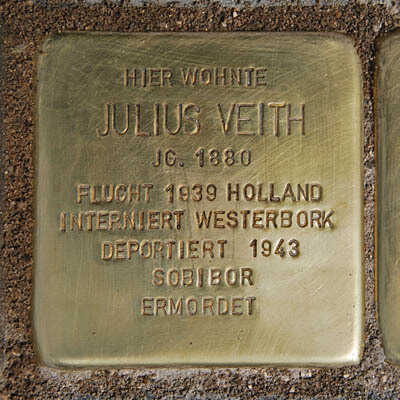 HIER WOHNTE
JULIUS VEITH
JG. 1880
FLUCHT 1939 HOLLAND
INTERNIERT WESTERBORK
DEPORTIERT 1943
SOBIBOR
ERMORDET